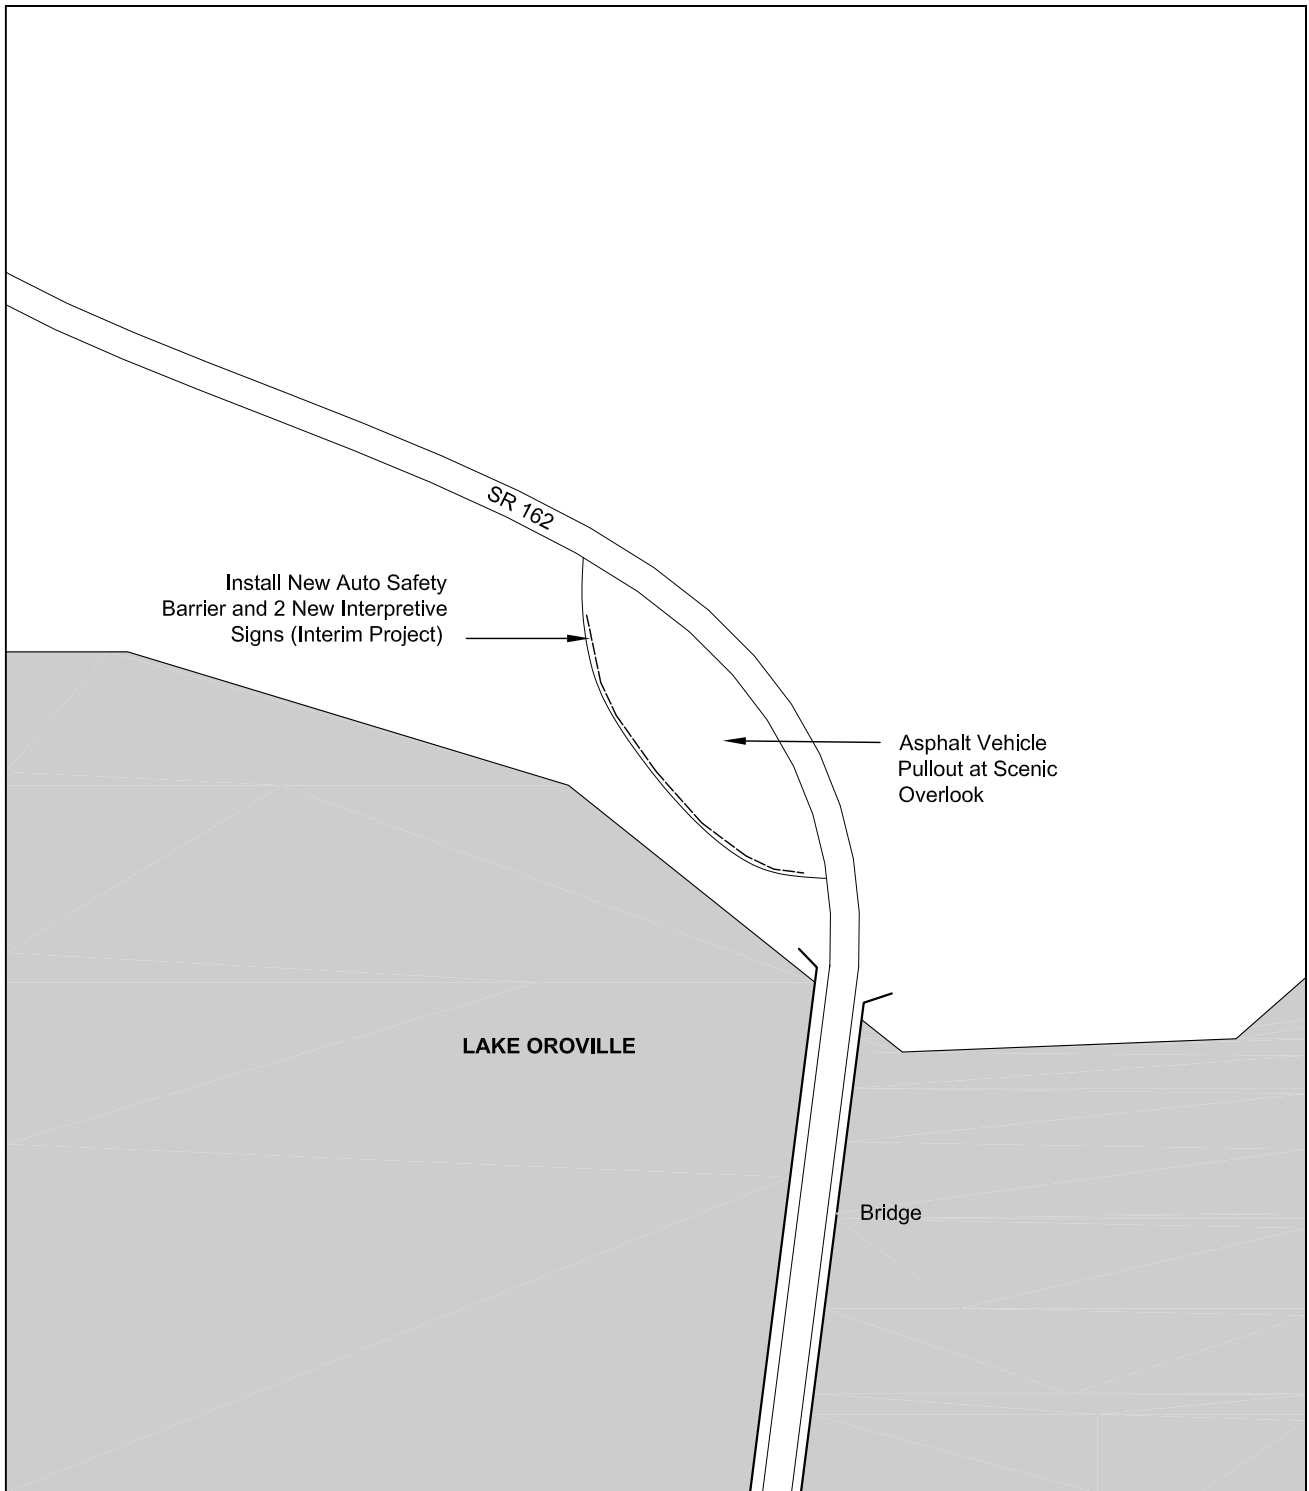 SR 162
Install New Auto Safety
Barrier and 2 New Interpretive
Signs (Interim Project)
Asphalt Vehicle
Pullout at Scenic
Overlook
LAKE OROVILLE
Bridge